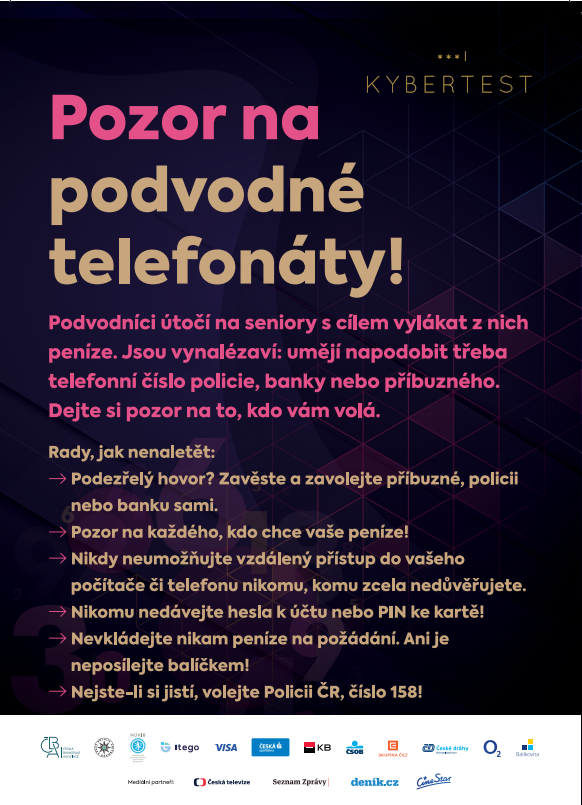 ***|
KYBERTEST
Pozor na
podvodné
telefonáty!
Podvodníci útočí na seniory s cílem vylákat z nich
peníze. Jsou vynalézaví: umějí napodobit třeba
telefonní číslo policie, banky nebo příbuzného.
Dejte si pozor na to, kdo vám volá.
Rady, jak nenaletět:
→ Podezřelý hovor? Zavěste a zavolejte příbuzné, policii
nebo banku sami.
→ Pozor na každého, kdo chce vaše peníze!
→ Nikdy neumožňujte vzdálený přístup do vašeho
počítače či telefonu nikomu, komu zcela nedůvěřujete.
→ Nikomu nedávejte hesla k účtu nebo PIN ke kartě!
→ Nevkládejte nikam peníze na požádání. Ani je
neposílejte balíčkem!
→ Nejste-li si jistí, volejte Policii ČR, číslo 158!
ČESKÁ BANKOVNÍ ASOCIACE NÚKIB Itego VISA ČESKÁ spořitelna KB ČSOB SKUPINA ČEZ České dráhy O2 Balíkovna
Mediální partneři: Česká televize Seznam Zprávy deník.cz CineStar